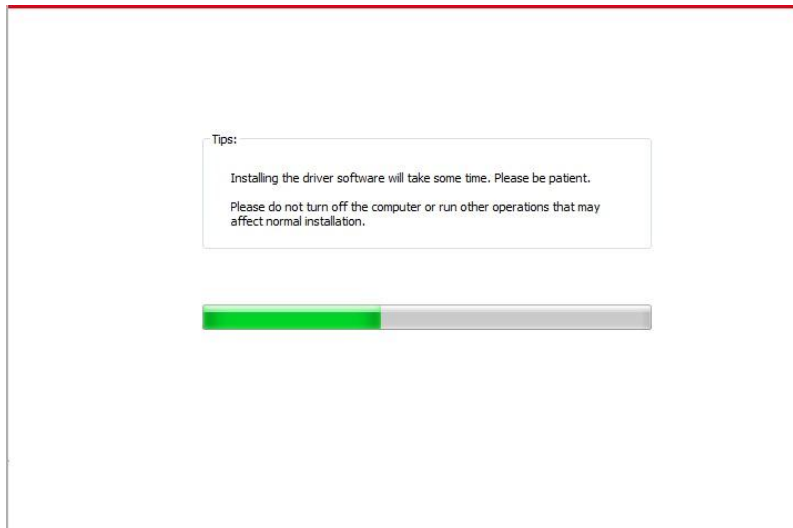 Tips:
Installing the driver software will take some time. Please be patient.
Please do not turn off the computer or run other operations that may
affect normal installation.